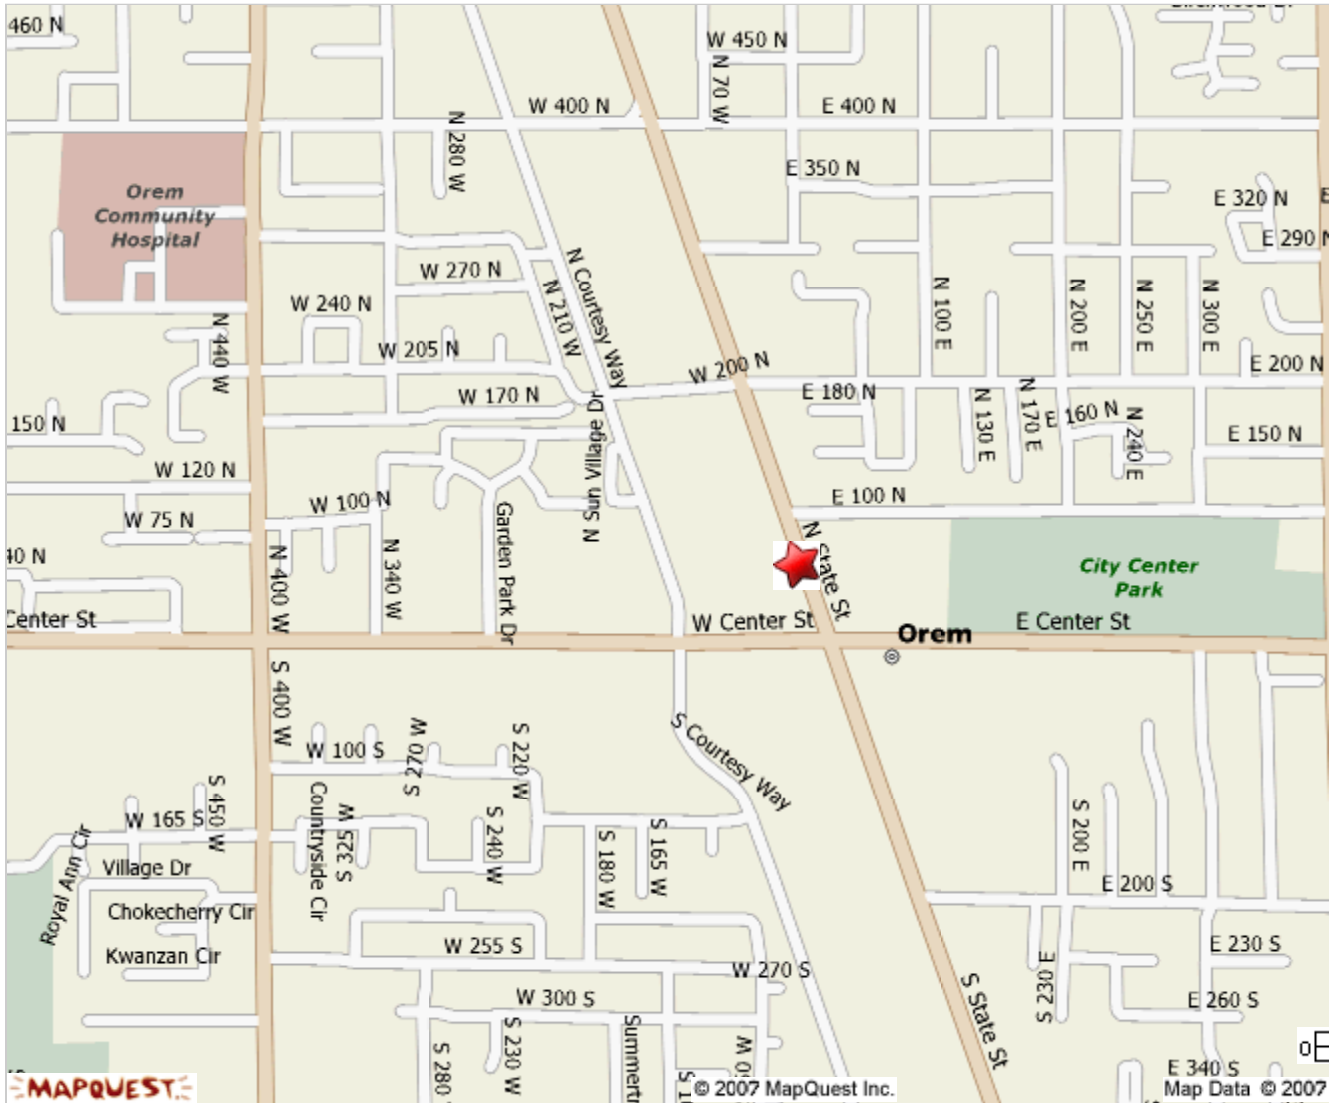 460 N
W 450 N
N 70 W
W 400 N
E 400 N
N 280 W
E 350 N
Orem
Community
Hospital
E 320 N
E 290 N
N Courtesy Way
W 270 N
N 210 W
W 240 N
N 440 W
W 205 N
N 100 E
N 200 E
N 250 E
N 300 E
W 200 N
E 200 N
W 170 N
E 180 N
N 130 E
N 170 E
E 160 N
N 240 E
150 N
E 150 N
N Sun Village Dr
W 120 N
W 100 N
E 100 N
W 75 N
Garden Park Dr
N State St
40 N
N 400 W
N 340 W
City Center
Park
Center St
W Center St
E Center St
Orem
S 400 W
S Courtesy Way
W 100 S
S 270 W
S 220 W
S 450 W
W 165 S
Countryside Cir
S 325 W
S 240 W
S 180 W
S 165 W
S 200 E
Royal Ann Cir
Village Dr
E 200 S
Chokecherry Cir
Kwanzan Cir
W 255 S
W 270 S
E 230 S
S 230 E
W 300 S
E 260 S
S State St
S 280
S 230 W
Summertr
E 340 S
MAPQUEST
© 2007 MapQuest Inc.
Map Data © 2007